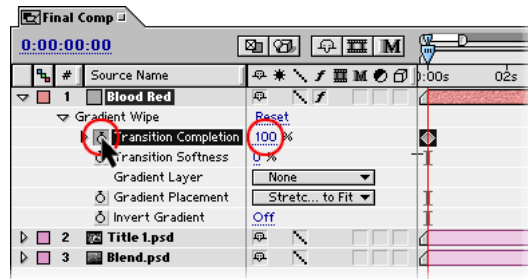 Final Comp
0:00:00:00
M
# Source Name f M :00s 02s
1 Blood Red f
Gradient Wipe Reset
Transition Completion 100 %
Transition Softness 0 %
Gradient Layer None
Gradient Placement Stretc... to Fit
Invert Gradient Off
2 Title 1.psd
3 Blend.psd